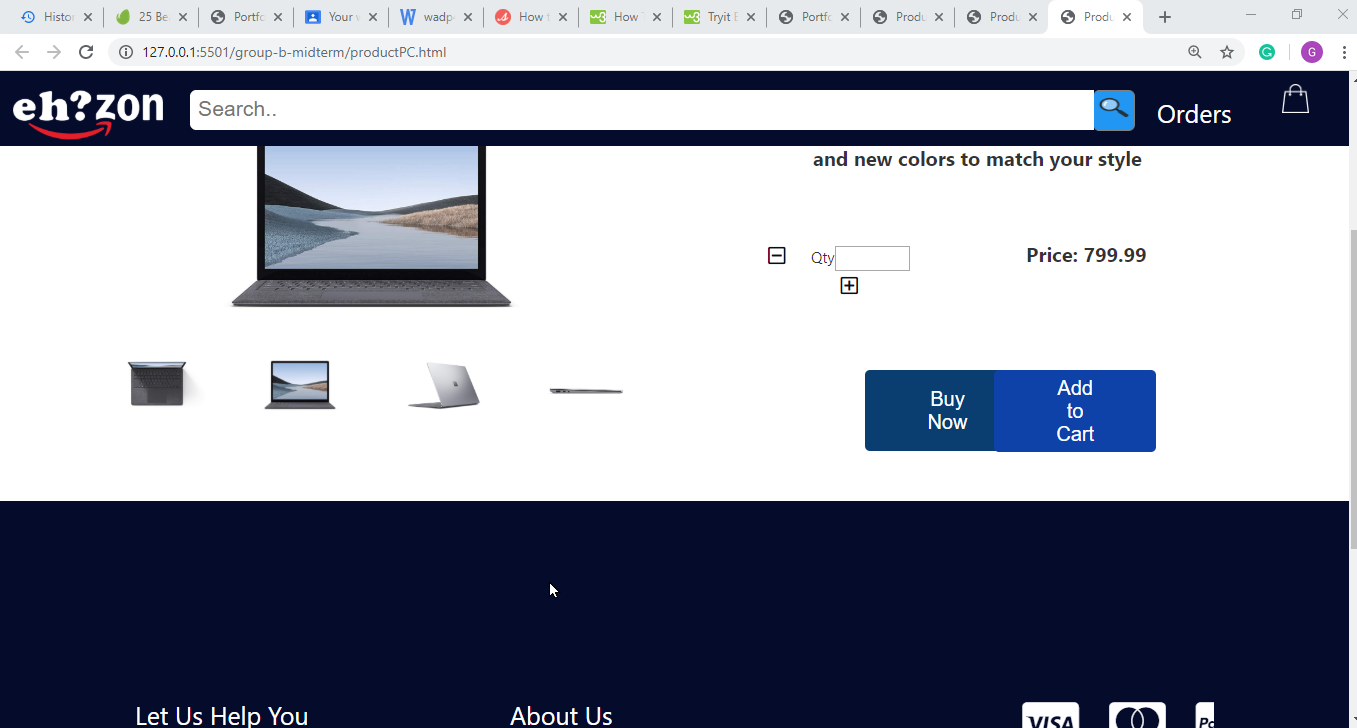 Histor
25 Be
Portfo
Your v
wadp-
How t
How
Tryit E
Portfo
Produ
Produ
Produ
127.0.0.1:5501/group-b-midterm/productPC.html
G
eh?zon
Search..
Orders
and new colors to match your style
Qty
Price: 799.99
Buy
Now
Add
to
Cart
Let Us Help You
About Us
VISA